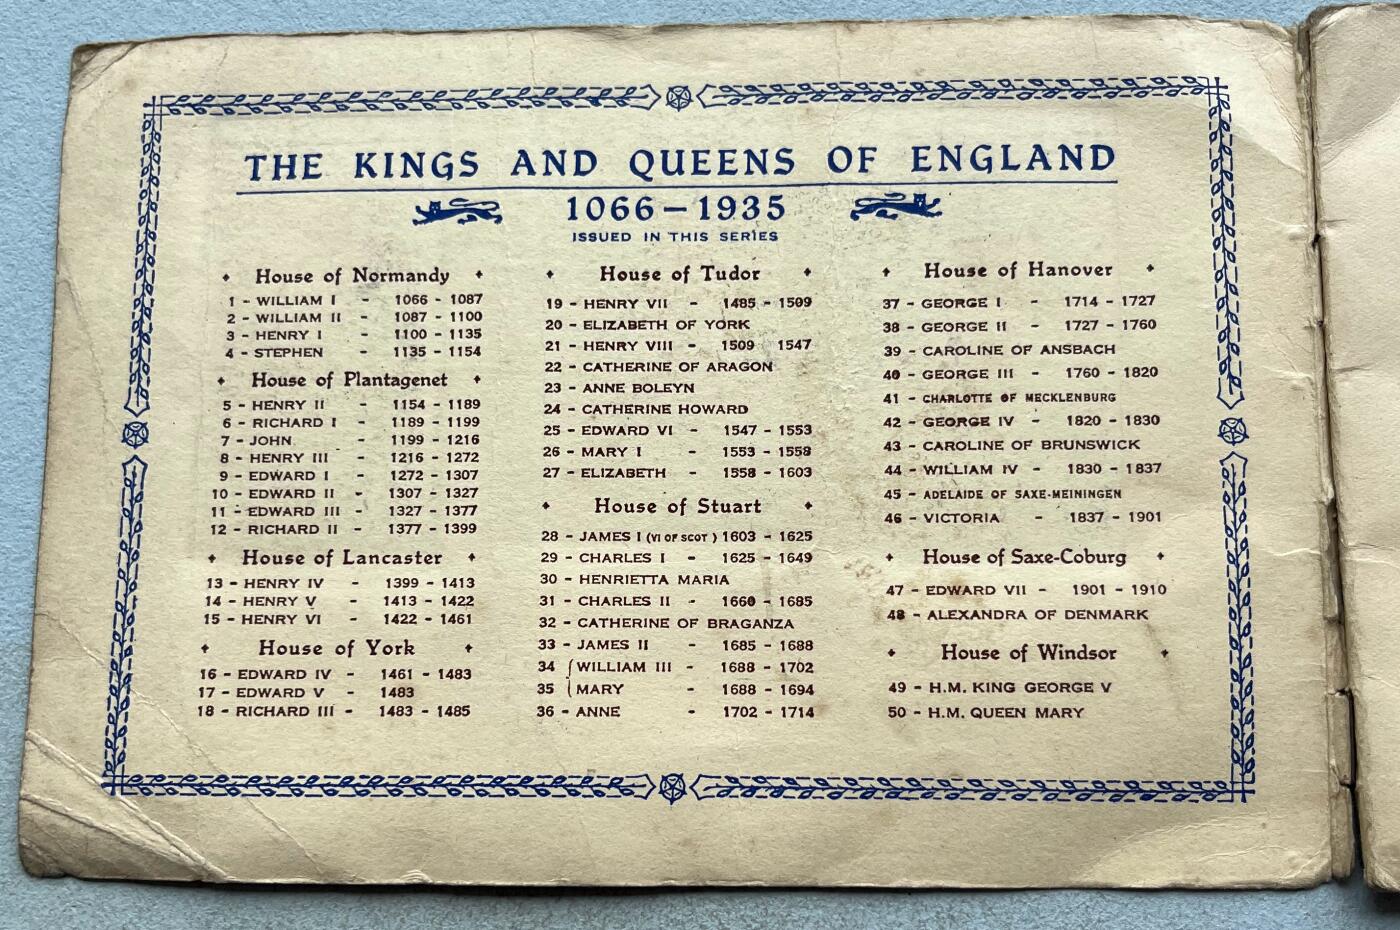 THE KINGS AND QUEENS OF ENGLAND
1066 – 1935
ISSUED IN THIS SERIES
House of Normandy
1 - WILLIAM I - 1066 - 1087
2 - WILLIAM II - 1087 - 1100
3 - HENRY I - 1100 - 1135
4 - STEPHEN - 1135 - 1154
House of Plantagenet
5 - HENRY II - 1154 - 1189
6 - RICHARD I - 1189 - 1199
7 - JOHN - 1199 - 1216
8 - HENRY III - 1216 - 1272
9 - EDWARD I - 1272 - 1307
10 - EDWARD II - 1307 - 1327
11 - EDWARD III - 1327 - 1377
12 - RICHARD II - 1377 - 1399
House of Lancaster
13 - HENRY IV - 1399 - 1413
14 - HENRY V - 1413 - 1422
15 - HENRY VI - 1422 - 1461
House of York
16 - EDWARD IV - 1461 - 1483
17 - EDWARD V - 1483
18 - RICHARD III - 1483 - 1485
House of Tudor
19 - HENRY VII - 1485 - 1509
20 - ELIZABETH OF YORK
21 - HENRY VIII - 1509 1547
22 - CATHERINE OF ARAGON
23 - ANNE BOLEYN
24 - CATHERINE HOWARD
25 - EDWARD VI - 1547 - 1553
26 - MARY I - 1553 - 1558
27 - ELIZABETH - 1558 - 1603
House of Stuart
28 - JAMES I (VI OF SCOT ) 1603 - 1625
29 - CHARLES I - 1625 - 1649
30 - HENRIETTA MARIA
31 - CHARLES II - 1660 - 1685
32 - CATHERINE OF BRAGANZA
33 - JAMES II - 1685 - 1688
34 WILLIAM III - 1688 - 1702
35 MARY - 1688 - 1694
36 - ANNE - 1702 - 1714
House of Hanover
37 - GEORGE I - 1714 - 1727
38 - GEORGE II - 1727 - 1760
39 - CAROLINE OF ANSBACH
40 - GEORGE III - 1760 - 1820
41 - CHARLOTTE OF MECKLENBURG
42 - GEORGE IV - 1820 - 1830
43 - CAROLINE OF BRUNSWICK
44 - WILLIAM IV - 1830 - 1837
45 - ADELAIDE OF SAXE-MEININGEN
46 - VICTORIA - 1837 - 1901
House of Saxe-Coburg
47 - EDWARD VII - 1901 - 1910
48 - ALEXANDRA OF DENMARK
House of Windsor
49 - H.M. KING GEORGE V
50 - H.M. QUEEN MARY